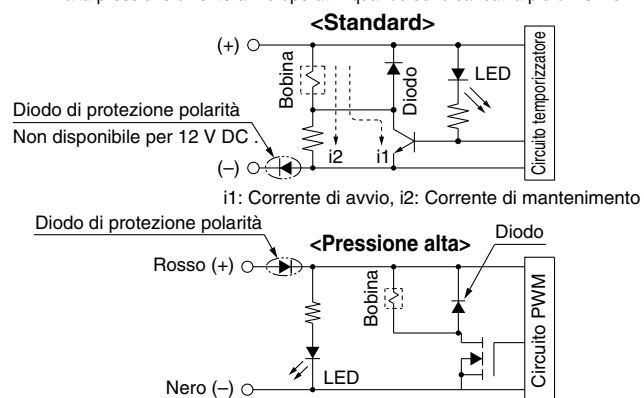 <Standard>
(+)
Bobina
Diodo
LED
Circuito temporizzatore
Diodo di protezione polarità
Non disponibile per 12 V DC.
(–)
i2
i1
i1: Corrente di avvio, i2: Corrente di mantenimento
Diodo di protezione polarità
<Pressione alta>
Diodo
Rosso (+)
Bobina
Circuito PWM
LED
Nero (–)